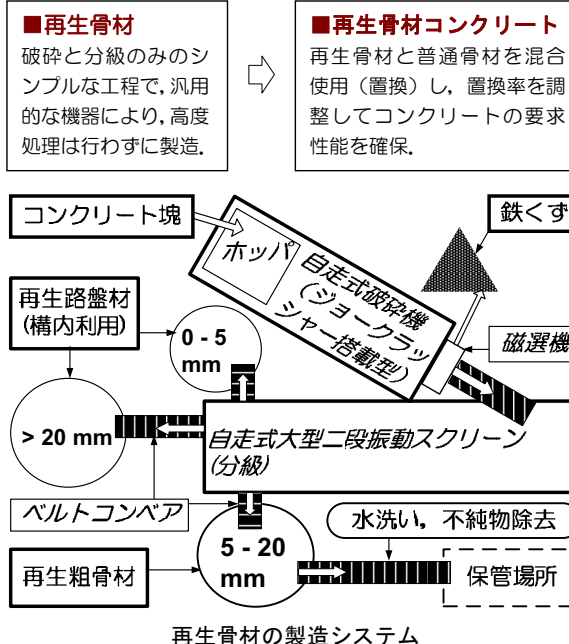 ■再生骨材
破砕と分級のみのシ
ンプルな工程で，汎用
的な機器により，高度
処理は行わずに製造．
■再生骨材コンクリート
再生骨材と普通骨材を混合
使用（置換）し，置換率を調
整してコンクリートの要求
性能を確保．
コンクリート塊
ホッパ
自走式破砕機
（ジョークラッ
シャー搭載型）
鉄くず
再生路盤材
(構内利用)
0 - 5
mm
磁選機
> 20 mm
自走式大型二段振動スクリーン
(分級)
ベルトコンベア
水洗い，不純物除去
5 - 20
mm
再生粗骨材
保管場所
再生骨材の製造システム